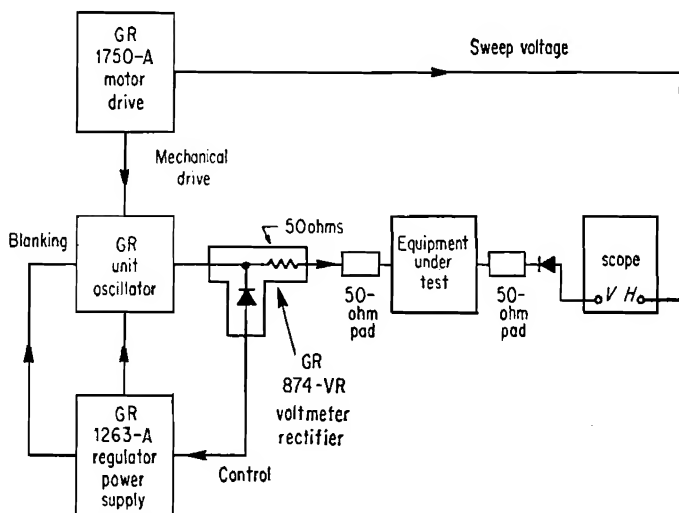 GR
1750-A
motor
drive
Sweep voltage
Mechanical
drive
Blanking
GR
unit
oscillator
50ohms
50-
ohm
pad
Equipment
under
test
50-
ohm
pad
scope
V H
GR
874-VR
voltmeter
rectifier
GR
1263-A
regulator
power
supply
Control